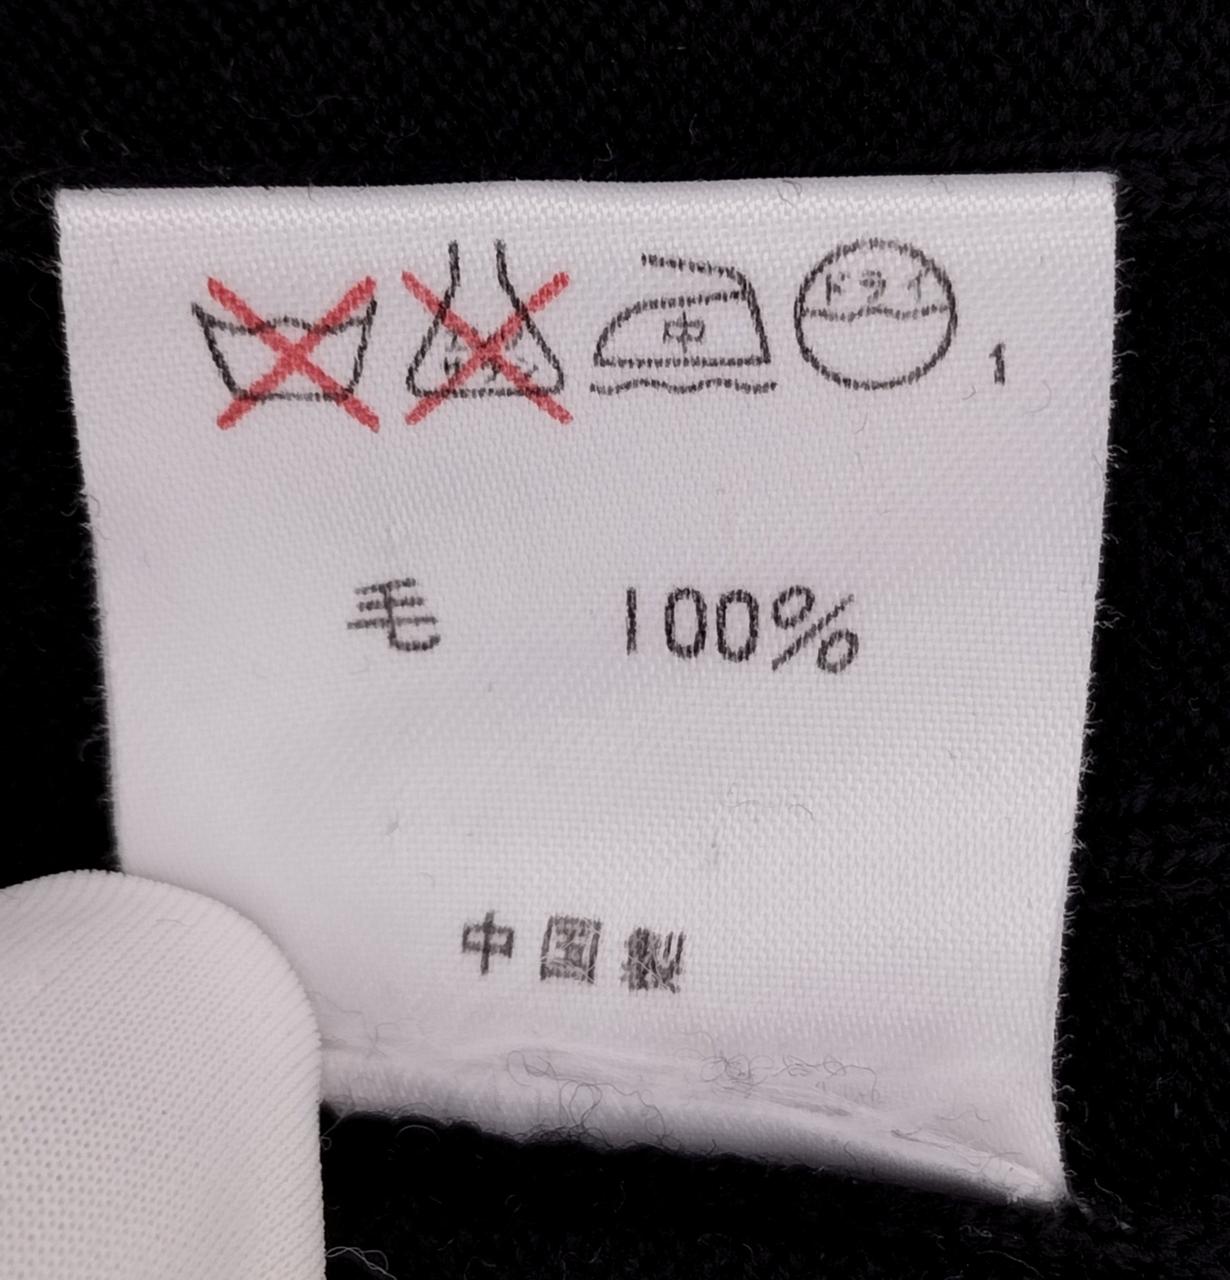 中 ドライ 1
毛 100%
中国製